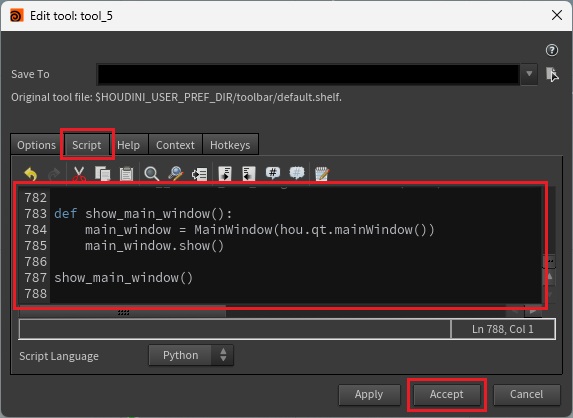 Edit tool: tool_5
Save To
Original tool file: $HOUDINI_USER_PREF_DIR/toolbar/default.shelf.
Options Script Help Context Hotkeys
782
783 def show_main_window():
784     main_window = MainWindow(hou.qt.mainWindow())
785     main_window.show()
786
787 show_main_window()
788
Ln 788, Col 1
Script Language Python
Apply Accept Cancel